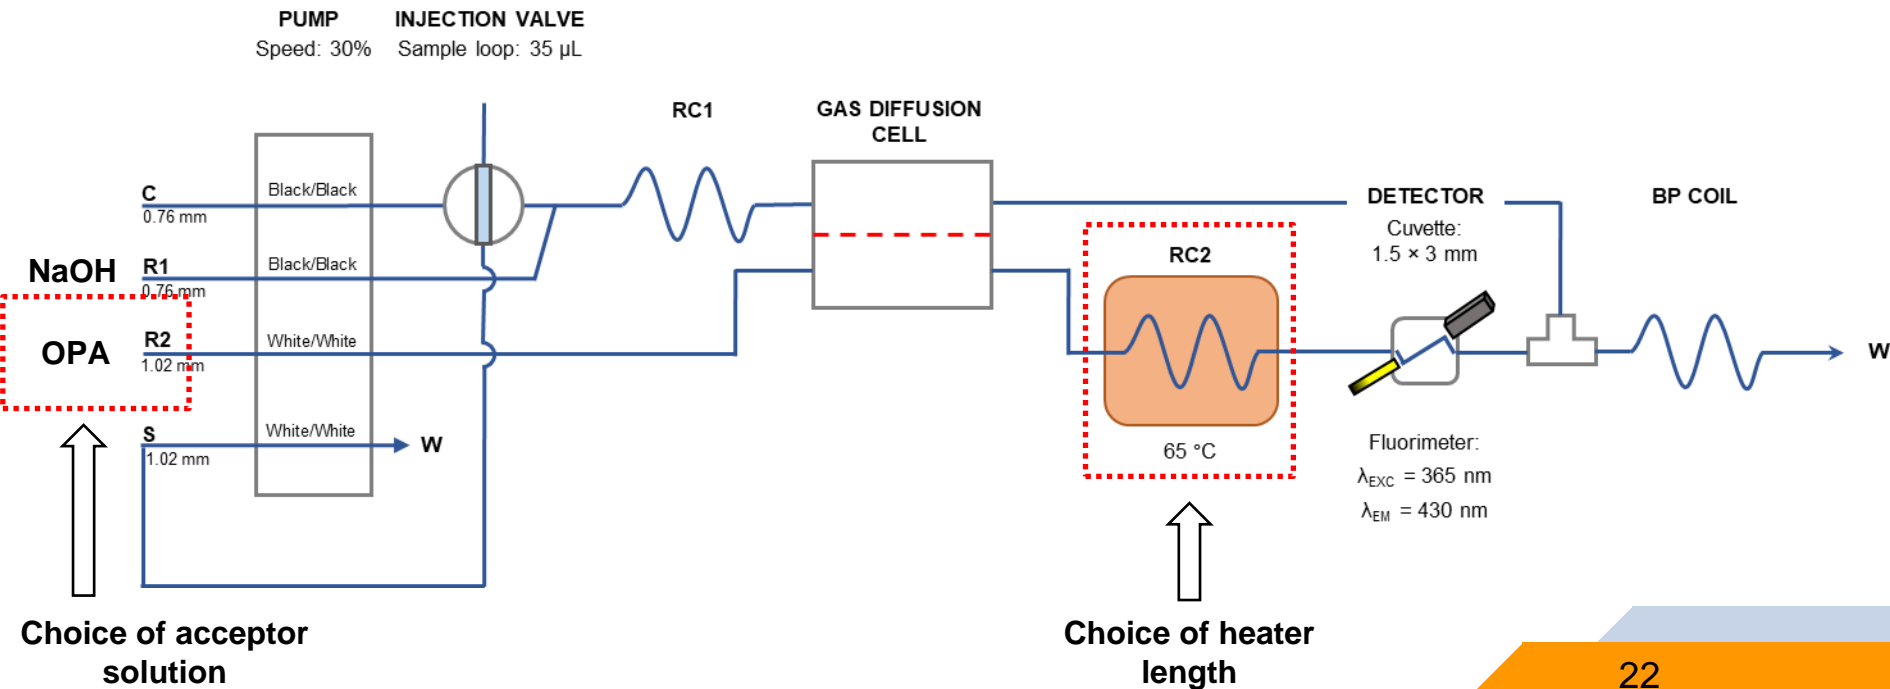 PUMP
Speed: 30%
INJECTION VALVE
Sample loop: 35 µL
RC1
GAS DIFFUSION
CELL
C
0.76 mm
Black/Black
NaOH
R1
0.76 mm
Black/Black
OPA
R2
1.02 mm
White/White
S
1.02 mm
White/White
W
RC2
65 °C
DETECTOR
Cuvette:
1.5 × 3 mm
Fluorimeter:
λEXC = 365 nm
λEM = 430 nm
BP COIL
W
Choice of acceptor
solution
Choice of heater
length
22